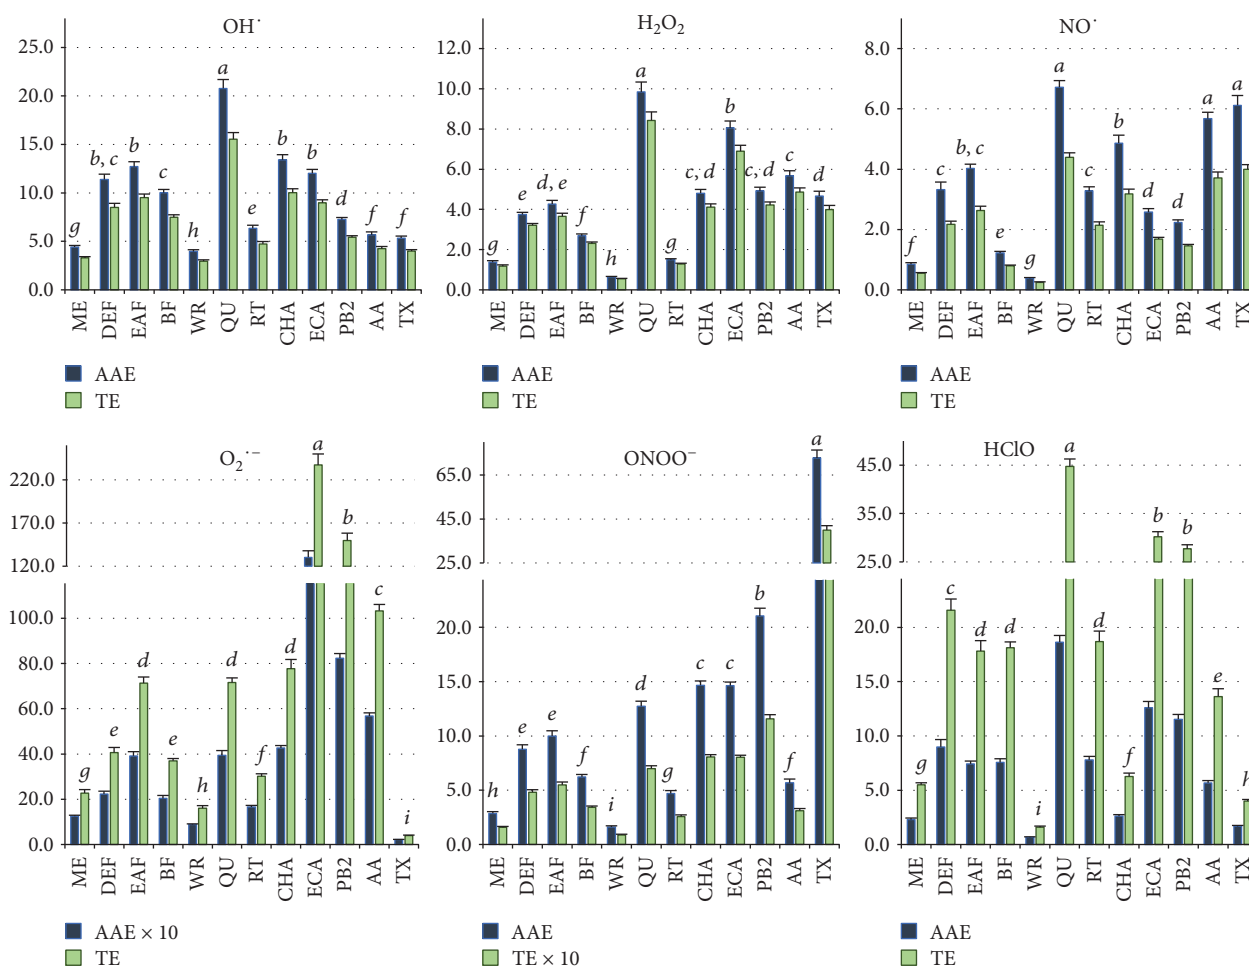 OH˙
25.0
20.0
15.0
10.0
5.0
0.0
g b, c b c h a e b b d f f
ME DEF EAF BF WR QU RT CHA ECA PB2 AA TX
AAE
TE
H₂O₂
12.0
10.0
8.0
6.0
4.0
2.0
0.0
g e d, e f h a g c, d b c, d c d
ME DEF EAF BF WR QU RT CHA ECA PB2 AA TX
AAE
TE
NO˙
8.0
6.0
4.0
2.0
0.0
f c b, c e g a c b d d a a
ME DEF EAF BF WR QU RT CHA ECA PB2 AA TX
AAE
TE
O₂˙⁻
220.0
170.0
120.0
100.0
80.0
60.0
40.0
20.0
0.0
g e d e h d f d a b c i
ME DEF EAF BF WR QU RT CHA ECA PB2 AA TX
AAE × 10
TE
ONOO⁻
65.0
45.0
25.0
20.0
15.0
10.0
5.0
0.0
h e e f i d g c c b f a
ME DEF EAF BF WR QU RT CHA ECA PB2 AA TX
AAE
TE × 10
HClO
45.0
35.0
25.0
20.0
15.0
10.0
5.0
0.0
g c d d i a d f b b e h
ME DEF EAF BF WR QU RT CHA ECA PB2 AA TX
AAE
TE